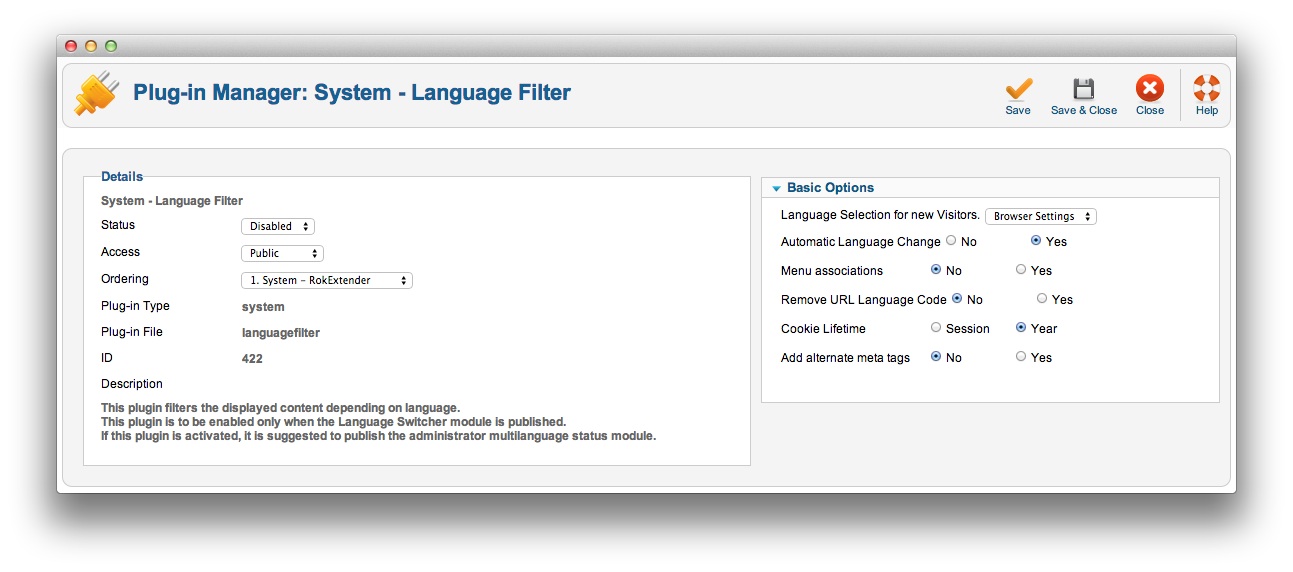 Plug-in Manager: System - Language Filter
Save
Save & Close
Close
Help
Details
System - Language Filter
Status Disabled
Access Public
Ordering 1. System – RokExtender
Plug-in Type system
Plug-in File languagefilter
ID 422
Description
This plugin filters the displayed content depending on language.
This plugin is to be enabled only when the Language Switcher module is published.
If this plugin is activated, it is suggested to publish the administrator multilanguage status module.
Basic Options
Language Selection for new Visitors. Browser Settings
Automatic Language Change No Yes
Menu associations No Yes
Remove URL Language Code No Yes
Cookie Lifetime Session Year
Add alternate meta tags No Yes